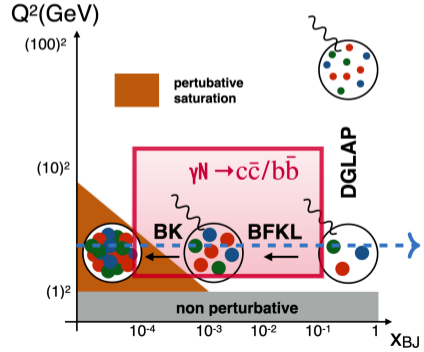 Q²(GeV)
(100)²
pertubative
saturation
(10)²
γN → cc̄/bb̄
DGLAP
BK
BFKL
(1)²
non perturbative
10⁻⁴
10⁻³
10⁻²
10⁻¹
1
x_BJ